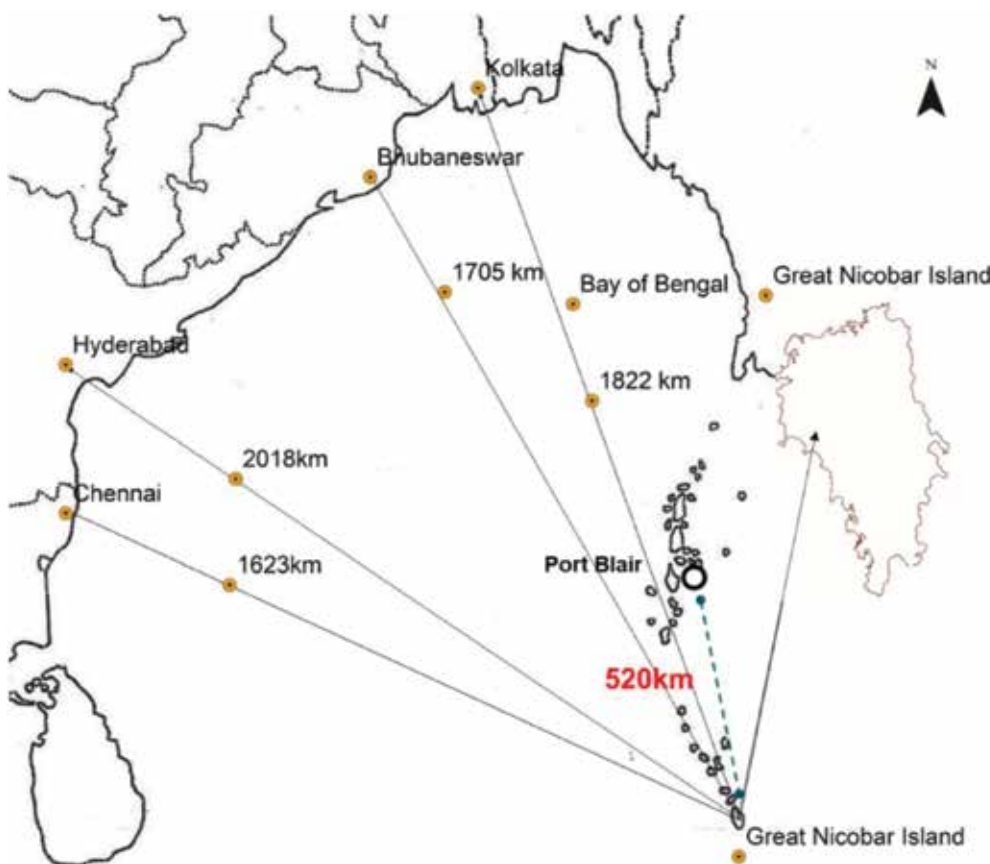 N
Kolkata
Bhubaneswar
1705 km
Bay of Bengal
Great Nicobar Island
Hyderabad
1822 km
2018km
Chennai
1623km
Port Blair
520km
Great Nicobar Island